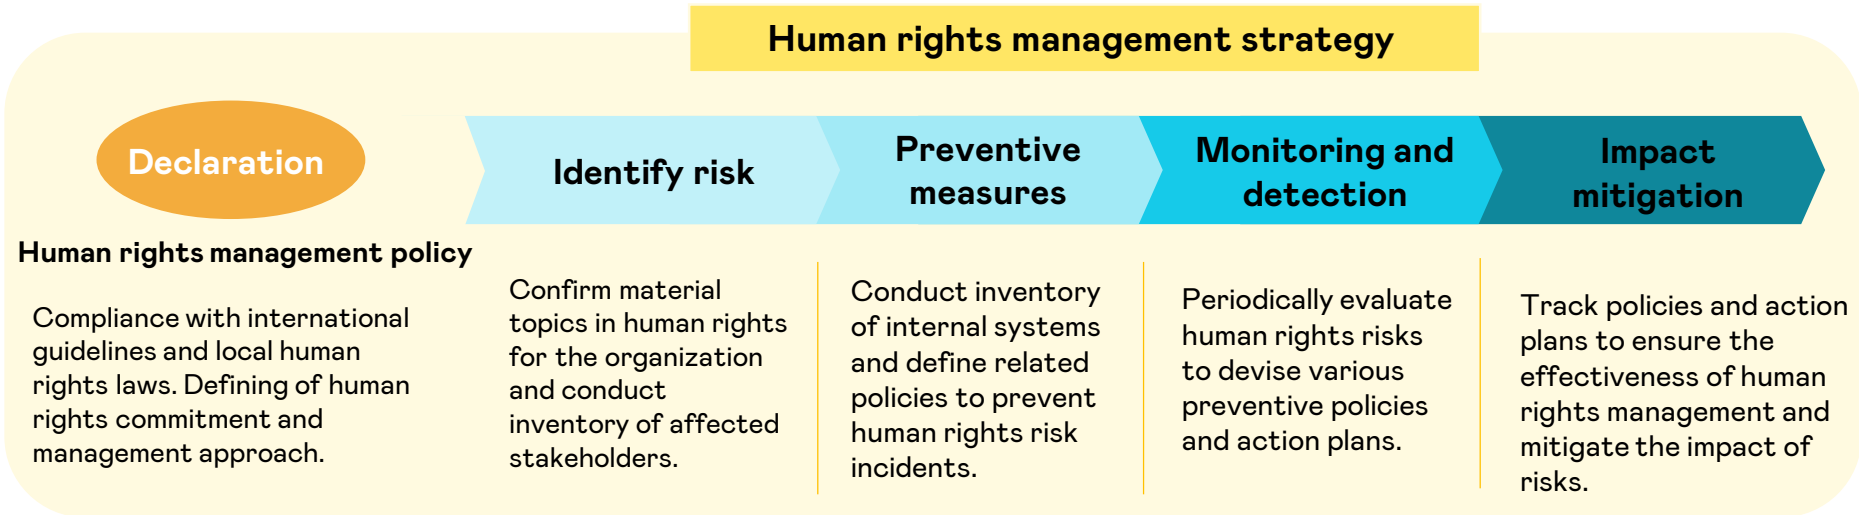 Human rights management strategy
Declaration
Human rights management policy
Compliance with international
guidelines and local human
rights laws. Defining of human
rights commitment and
management approach.
Identify risk
Confirm material
topics in human rights
for the organization
and conduct
inventory of affected
stakeholders.
Preventive
measures
Conduct inventory
of internal systems
and define related
policies to prevent
human rights risk
incidents.
Monitoring and
detection
Periodically evaluate
human rights risks
to devise various
preventive policies
and action plans.
Impact
mitigation
Track policies and action
plans to ensure the
effectiveness of human
rights management and
mitigate the impact of
risks.